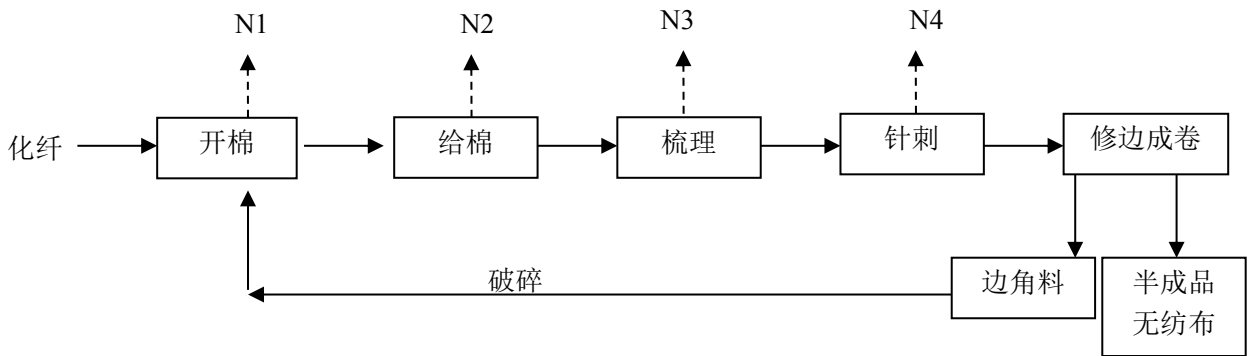 N1
N2
N3
N4
化纤
开棉
给棉
梳理
针刺
修边成卷
破碎
边角料
半成品
无纺布